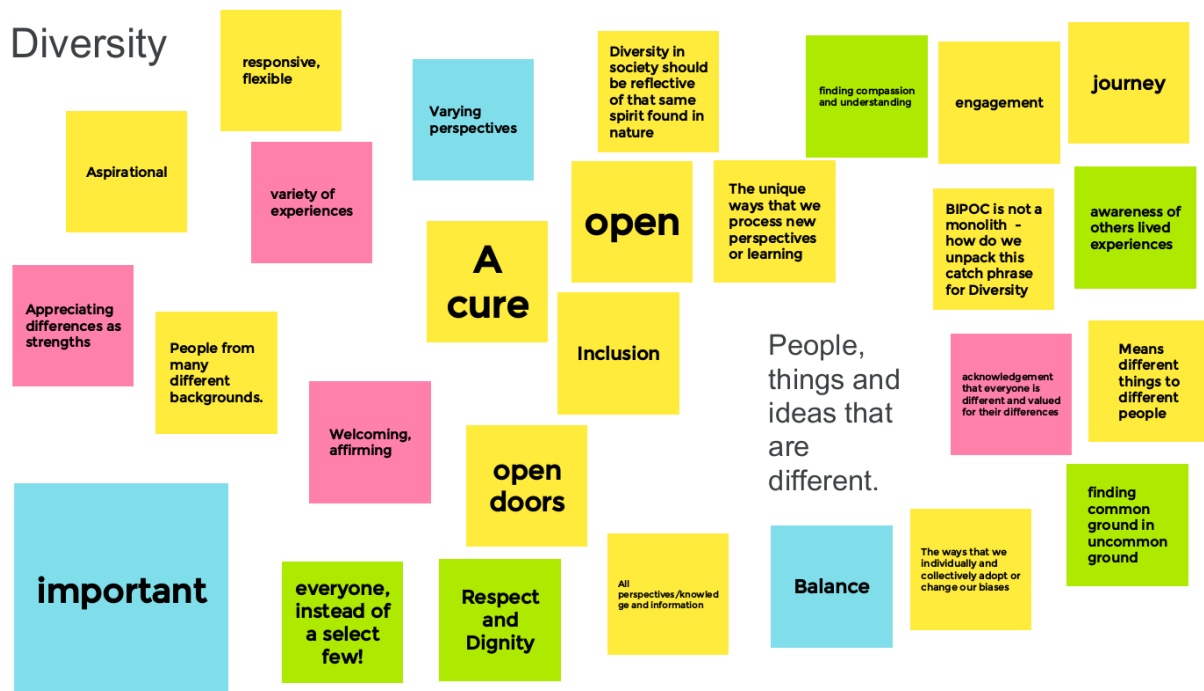 Diversity
responsive,
flexible
Aspirational
variety of
experiences
Varying
perspectives
Diversity in
society should
be reflective
of that same
spirit found in
nature
finding compassion
and understanding
engagement
journey
open
The unique
ways that we
process new
perspectives
or learning
BIPOC is not a
monolith -
how do we
unpack this
catch phrase
for Diversity
awareness of
others lived
experiences
A
cure
Appreciating
differences as
strengths
People from
many
different
backgrounds.
Inclusion
People,
things and
ideas that
are
different.
acknowledgement
that everyone is
different and valued
for their differences
Means
different
things to
different
people
Welcoming,
affirming
open
doors
finding
common
ground in
uncommon
ground
important
everyone,
instead of
a select
few!
Respect
and
Dignity
All
perspectives/knowled
ge and information
Balance
The ways that we
individually and
collectively adopt or
change our biases